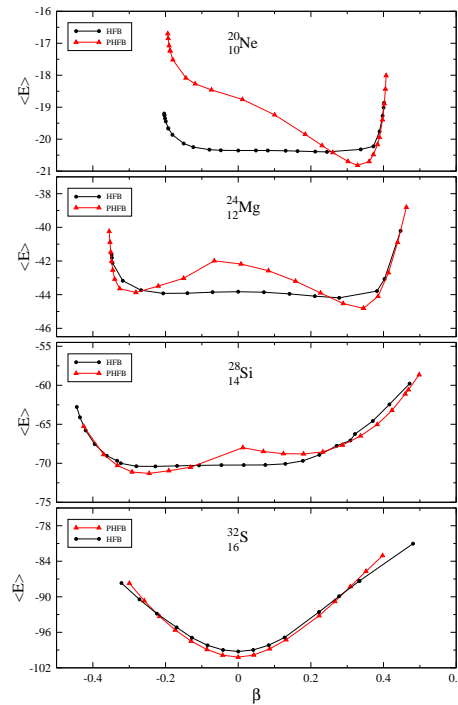 -16
-17
-18
-19
-20
-21
<E>
HFB
PHFB
20
10Ne
-38
-40
-42
-44
-46
<E>
HFB
PHFB
24
12Mg
-55
-60
-65
-70
-75
<E>
HFB
PHFB
28
14Si
-78
-84
-90
-96
-102
<E>
PHFB
HFB
32
16S
-0.4 -0.2 0 0.2 0.4 0.
β